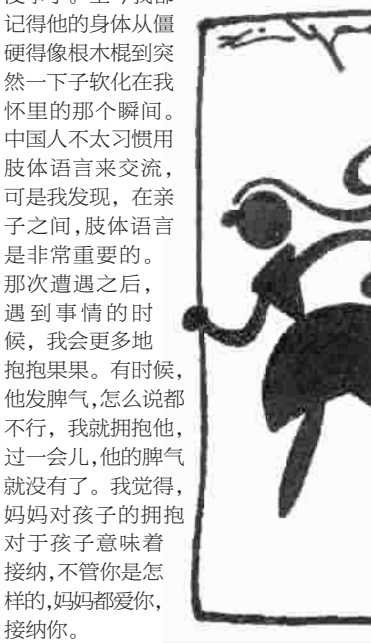 记得他的身体从僵
硬得像根木棍到突
然一下子软化在我
怀里的那个瞬间。
中国人不太习惯用
肢体语言来交流，
可是我发现，在亲
子之间，肢体语言
是非常重要的。
那次遭遇之后，
遇到事情的时
候，我会更多地
抱抱果果。有时候，
他发脾气，怎么说都
不行，我就拥抱他，
过一会儿，他的脾气
就没有了。我觉得，
妈妈对孩子的拥抱
对于孩子意味着
接纳，不管你是怎
样的，妈妈都爱你，
接纳你。